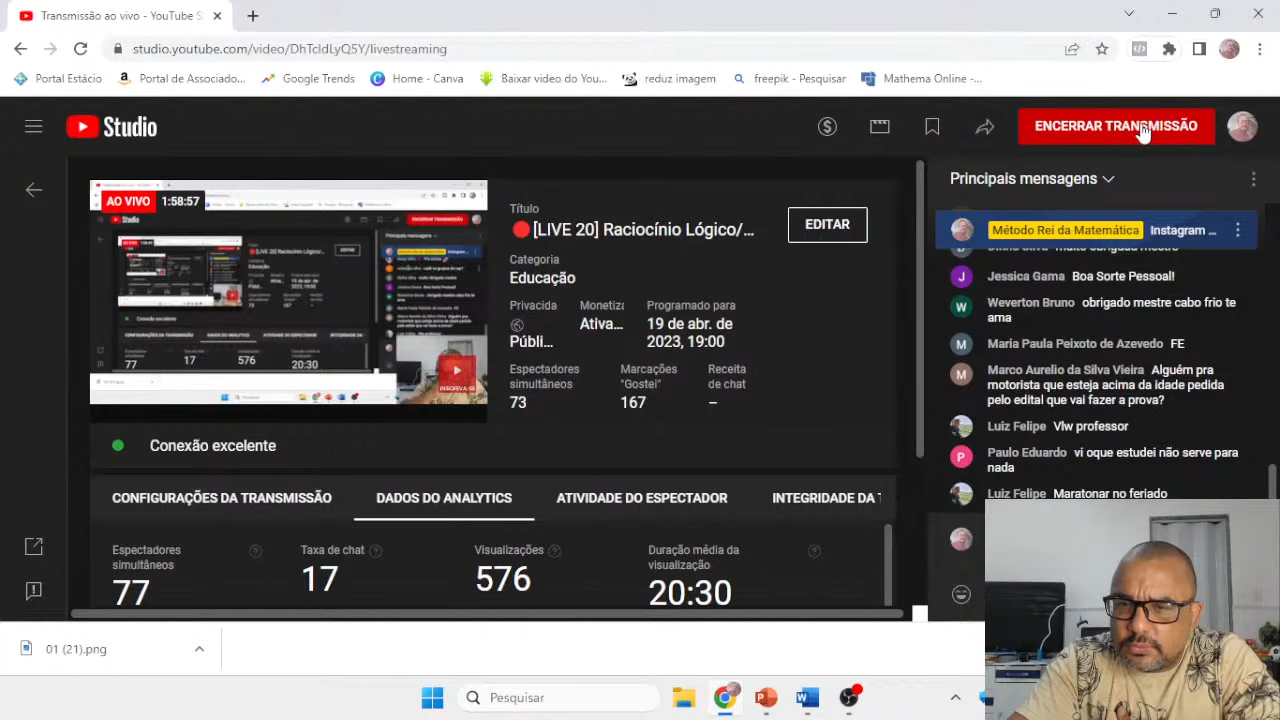 Transmissão ao vivo - YouTube S
studio.youtube.com/video/DhTcIdLyQ5Y/livestreaming
Portal Estácio
Portal de Associado...
Google Trends
Home - Canva
Baixar video do You...
reduz imagem
freepik - Pesquisar
Mathema Online -...
Studio
ENCERRAR TRANSMISSÃO
AO VIVO 1:58:57
Título
[LIVE 20] Raciocínio Lógico/...
EDITAR
Categoria
Educação
Privacida
Públi...
Monetiz
Ativa...
Programado para
19 de abr. de
2023, 19:00
Espectadores
simultâneos
73
Marcações
"Gostei"
167
Receita
de chat
–
INSCREVA-SE
Conexão excelente
CONFIGURAÇÕES DA TRANSMISSÃO
DADOS DO ANALYTICS
ATIVIDADE DO ESPECTADOR
INTEGRIDADE DA T
Espectadores
simultâneos
77
Taxa de chat
17
Visualizações
576
Duração média da
visualização
20:30
Principais mensagens
Método Rei da Matemática Instagram ...
Jessica Gama Boa Sorte Pessoal!
Weverton Bruno obrigado mestre cabo frio te
ama
Maria Paula Peixoto de Azevedo FE
Marco Aurelio da Silva Vieira Alguém pra
motorista que esteja acima da idade pedida
pelo edital que vai fazer a prova?
Luiz Felipe Vlw professor
Paulo Eduardo vi oque estudei não serve para
nada
Luiz Felipe Maratonar no feriado
01 (21).png
Pesquisar